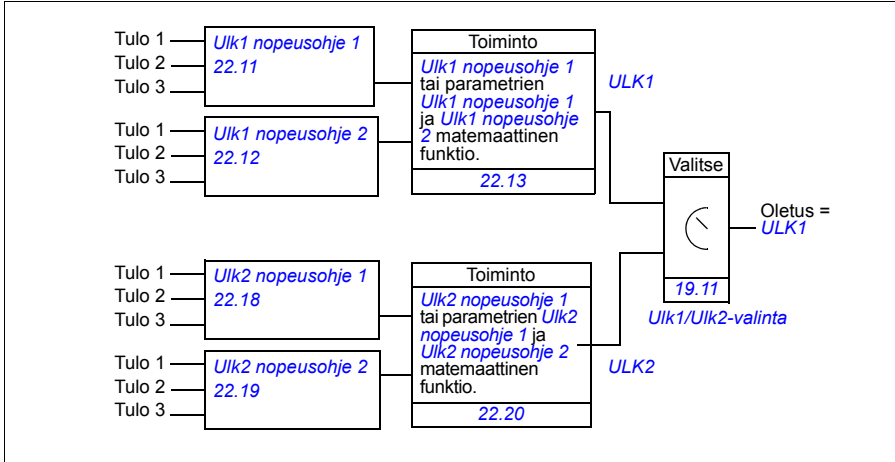 Tulo 1
Tulo 2
Tulo 3
Ulk1 nopeusohje 1
22.11
Tulo 1
Tulo 2
Tulo 3
Ulk1 nopeusohje 2
22.12
Toiminto
Ulk1 nopeusohje 1
tai parametrien
Ulk1 nopeusohje 1
ja Ulk1 nopeusohje
2 matemaattinen
funktio.
22.13
ULK1
Valitse
19.11
Ulk1/Ulk2-valinta
Oletus =
ULK1
Tulo 1
Tulo 2
Tulo 3
Ulk2 nopeusohje 1
22.18
Tulo 1
Tulo 2
Tulo 3
Ulk2 nopeusohje 2
22.19
Toiminto
Ulk2 nopeusohje 1
tai parametrien Ulk2
nopeusohje 1 ja
Ulk2 nopeusohje 2
matemaattinen
funktio.
22.20
ULK2